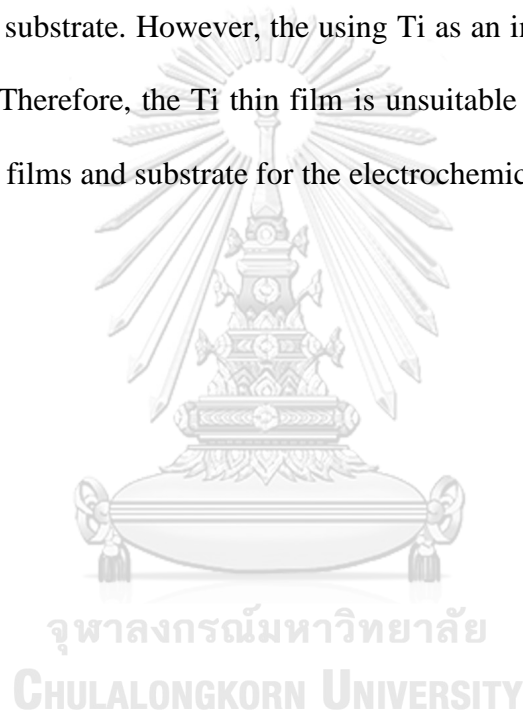 substrate. However, the using Ti as an in
Therefore, the Ti thin film is unsuitable
films and substrate for the electrochemic
จุฬาลงกรณ์มหาวิทยาลัย
CHULALONGKORN UNIVERSITY